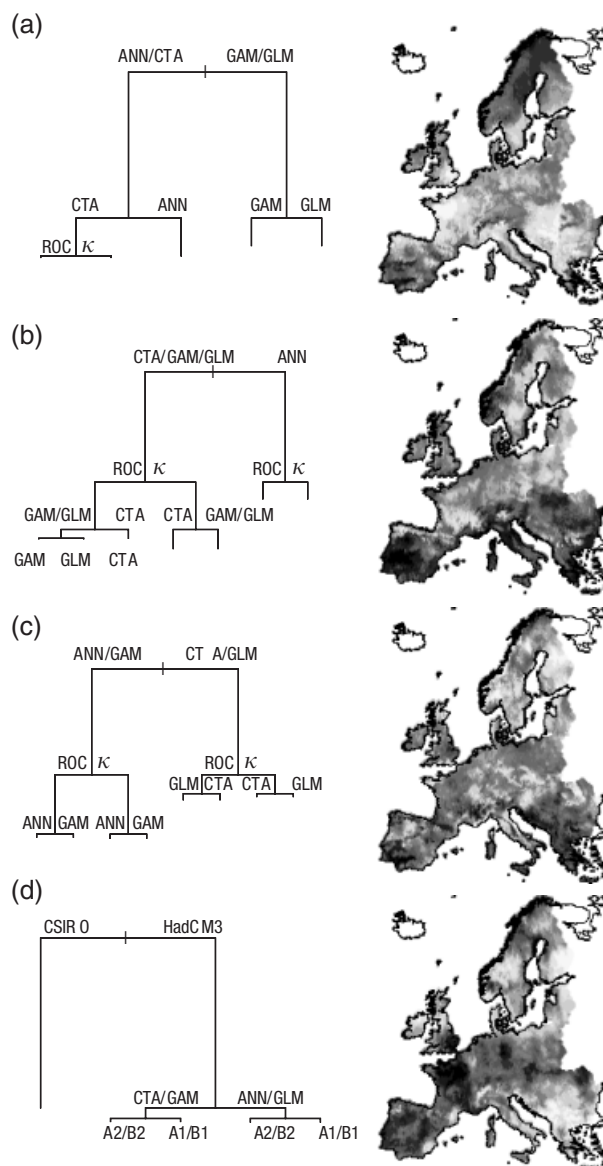 (a)
ANN/CTA GAM/GLM
CTA ANN GAM GLM
ROC κ
(b)
CTA/GAM/GLM ANN
ROC κ ROC κ
GAM/GLM CTA CTA GAM/GLM
GAM GLM CTA
(c)
ANN/GAM CT A/GLM
ROC κ ROC κ
GLM CTA CTA GLM
ANN GAM ANN GAM
(d)
CSIR O HadC M3
CTA/GAM ANN/GLM
A2/B2 A1/B1 A2/B2 A1/B1